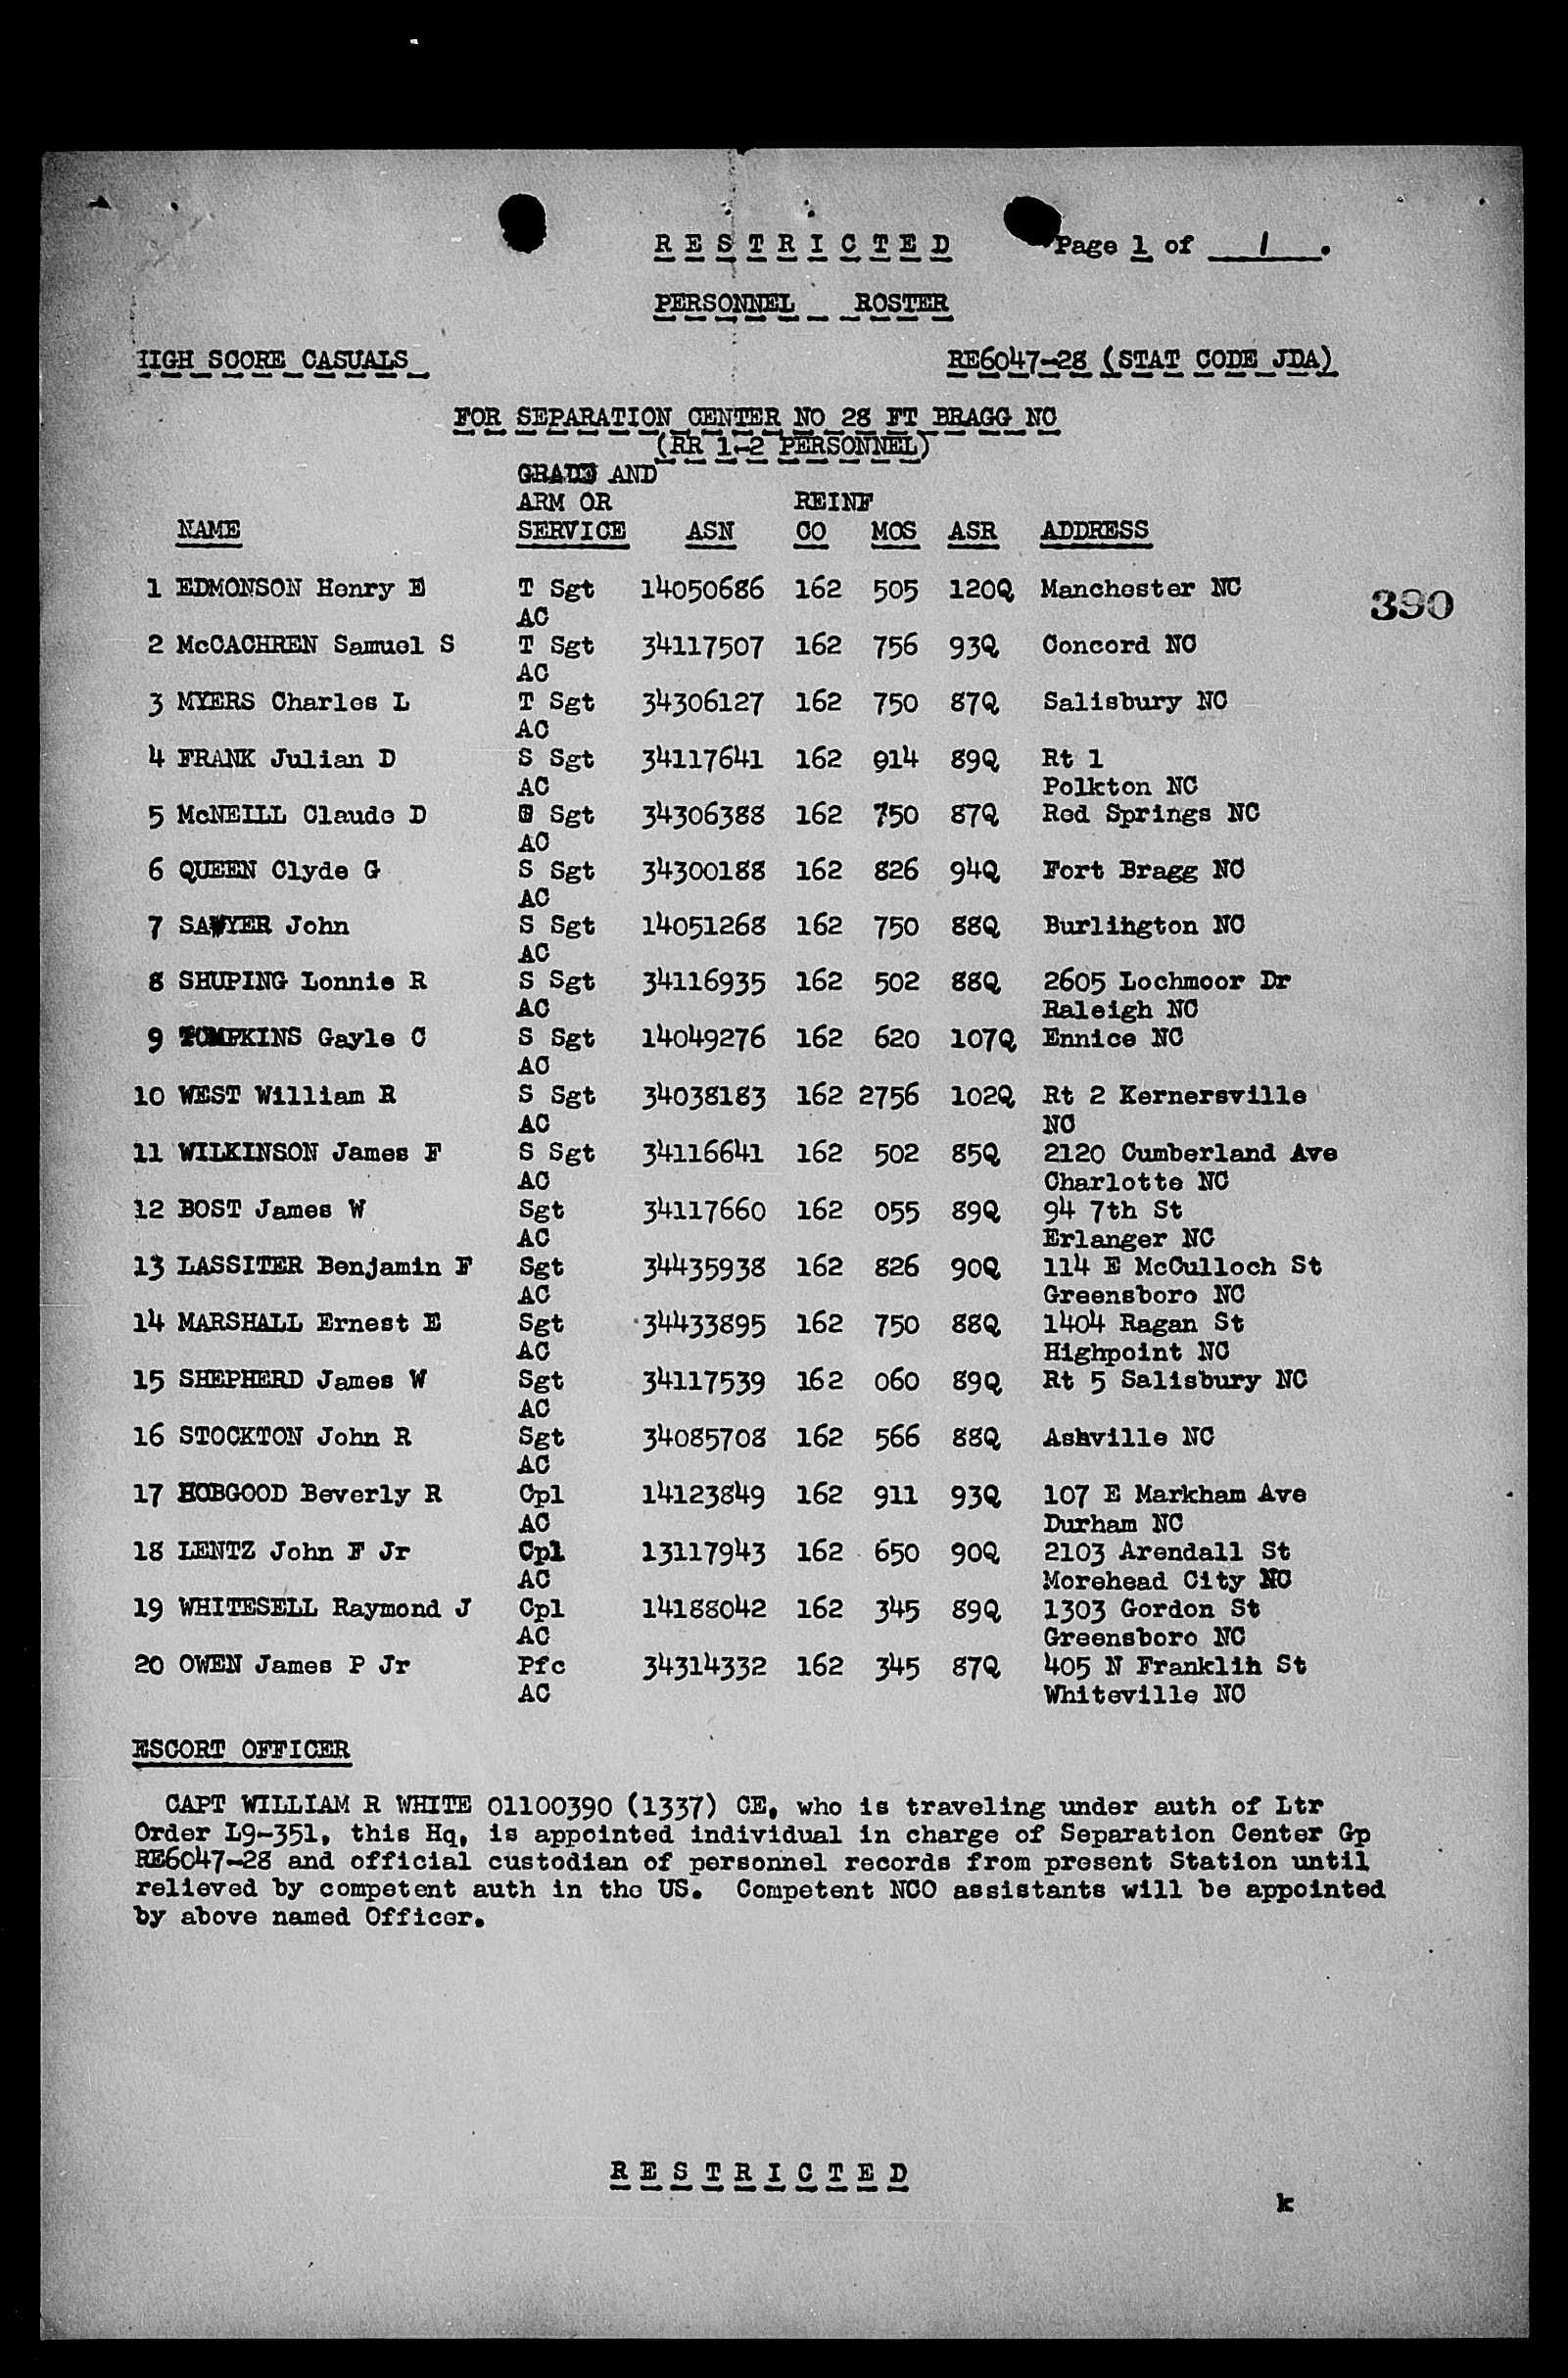 R E S T R I C T E D Page 1 of 1.
PERSONNEL ROSTER
HIGH SCORE CASUALS RE6047-28 (STAT CODE JDA)
FOR SEPARATION CENTER NO 28 FT BRAGG NC
(RR 1-2 PERSONNEL)
GRADE AND
ARM OR REINF
NAME SERVICE ASN CO MOS ASR ADDRESS
1 EDMONSON Henry E T Sgt 14050686 162 505 120Q Manchester NC
390
AC
2 McCACHREN Samuel S T Sgt 34117507 162 756 93Q Concord NC
AC
3 MYERS Charles L T Sgt 34306127 162 750 87Q Salisbury NC
AC
4 FRANK Julian D S Sgt 34117641 162 914 89Q Rt 1
AC Polkton NC
5 McNEILL Claude D S Sgt 34306388 162 750 87Q Red Springs NC
AC
6 QUEEN Clyde G S Sgt 34300188 162 826 94Q Fort Bragg NC
AC
7 SAWYER John S Sgt 14051268 162 750 88Q Burlington NC
AC
8 SHUPING Lonnie R S Sgt 34116935 162 502 88Q 2605 Lochmoor Dr
AC Raleigh NC
9 TOMPKINS Gayle C S Sgt 14049276 162 620 107Q Ennice NC
AC
10 WEST William R S Sgt 34038183 162 2756 102Q Rt 2 Kernersville
AC NC
11 WILKINSON James F S Sgt 34116641 162 502 85Q 2120 Cumberland Ave
AC Charlotte NC
12 BOST James W Sgt 34117660 162 055 89Q 94 7th St
AC Erlanger NC
13 LASSITER Benjamin F Sgt 34435938 162 826 90Q 114 E McCulloch St
AC Greensboro NC
14 MARSHALL Ernest E Sgt 34433895 162 750 88Q 1404 Ragan St
AC Highpoint NC
15 SHEPHERD James W Sgt 34117539 162 060 89Q Rt 5 Salisbury NC
AC
16 STOCKTON John R Sgt 34085708 162 566 88Q Ashville NC
AC
17 HOBGOOD Beverly R Cpl 14123849 162 911 93Q 107 E Markham Ave
AC Durham NC
18 LENTZ John F Jr Cpl 13117943 162 650 90Q 2103 Arendall St
AC Morehead City NC
19 WHITESELL Raymond J Cpl 14188042 162 345 89Q 1303 Gordon St
AC Greensboro NC
20 OWEN James P Jr Pfc 34314332 162 345 87Q 405 N Franklin St
AC Whiteville NC
ESCORT OFFICER
CAPT WILLIAM R WHITE 01100390 (1337) CE, who is traveling under auth of Ltr
Order L9-351, this Hq, is appointed individual in charge of Separation Center Gp
RE6047-28 and official custodian of personnel records from present Station until
relieved by competent auth in the US. Competent NCO assistants will be appointed
by above named Officer.
R E S T R I C T E D
k